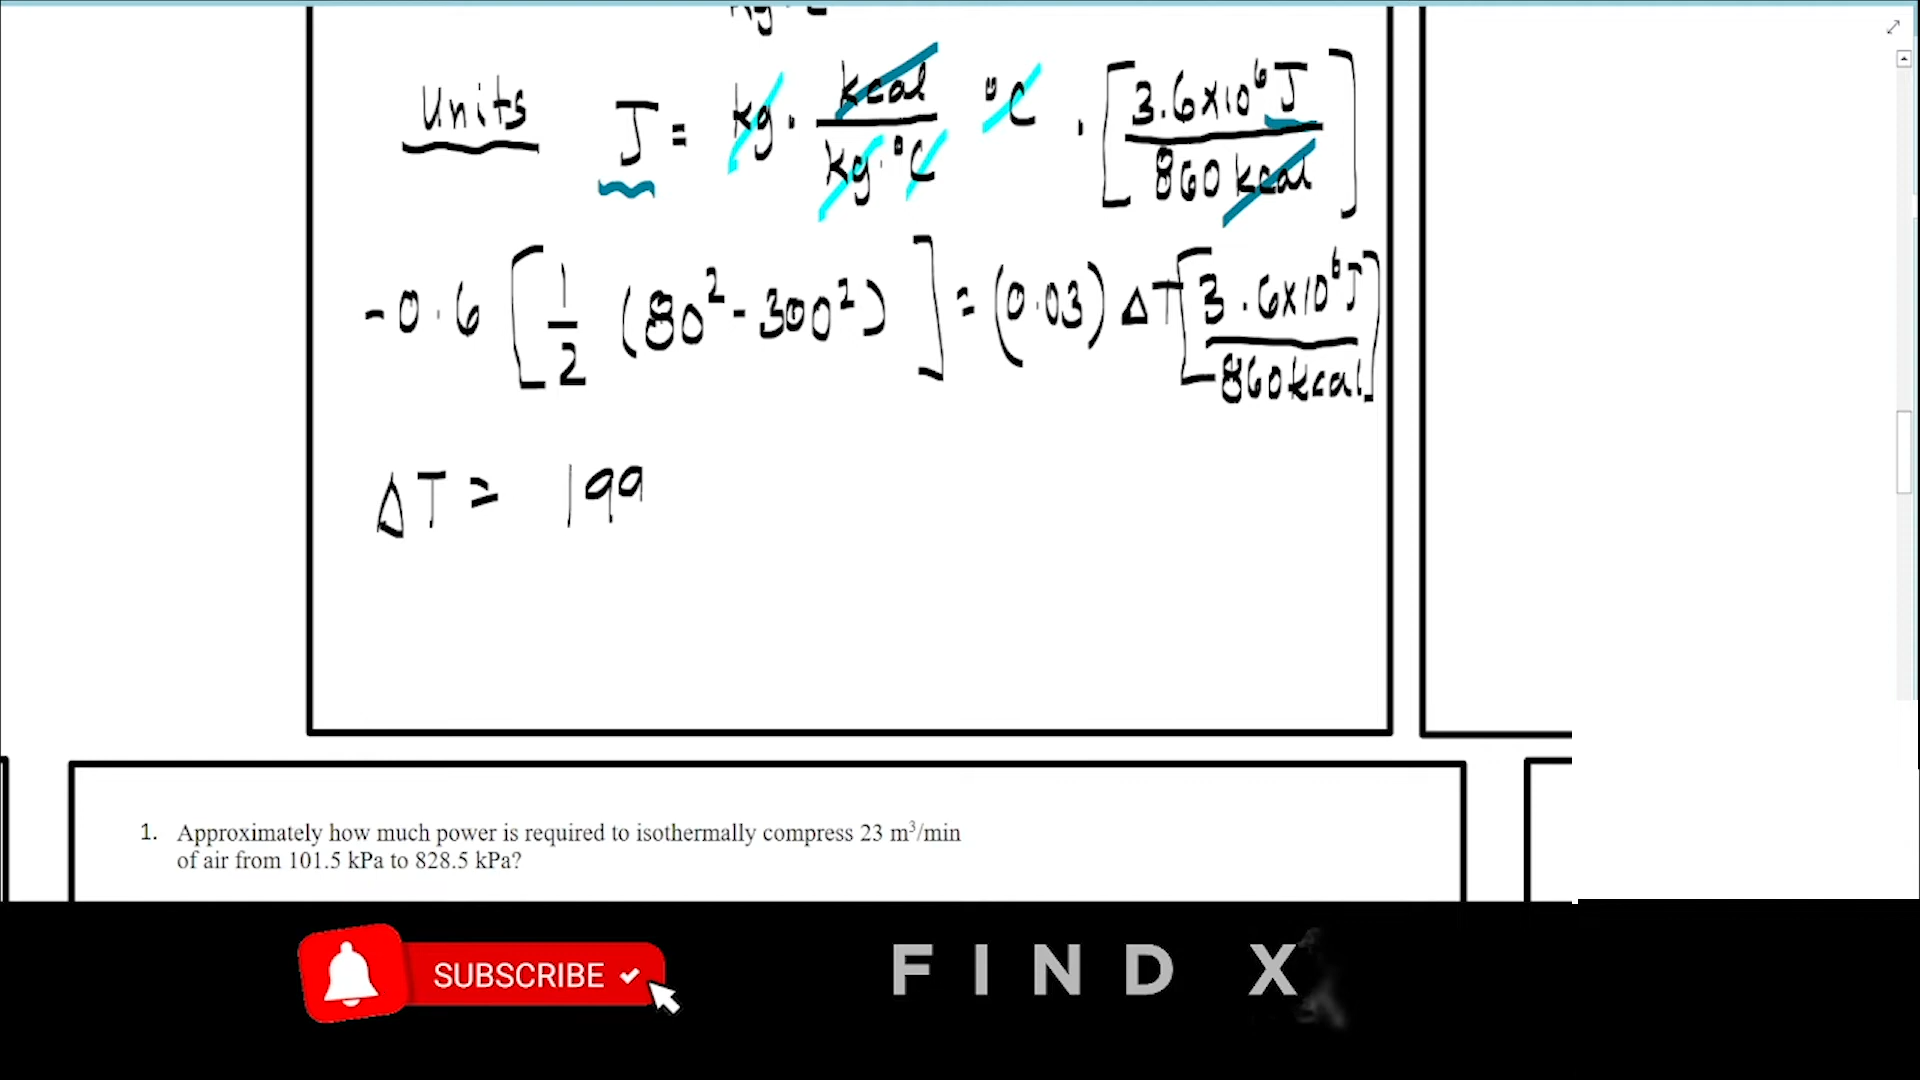 Units J = kg · kcal / kg · °C °C · [ 3.6×10⁶ J / 860 kcal ]
-0.6 [ 1/2 (80² - 300²) ] = (0.03) ΔT [ 3.6×10⁶ J / 860 kcal ]
ΔT = 199
1. Approximately how much power is required to isothermally compress 23 m³/min
of air from 101.5 kPa to 828.5 kPa?
SUBSCRIBE
FIND X